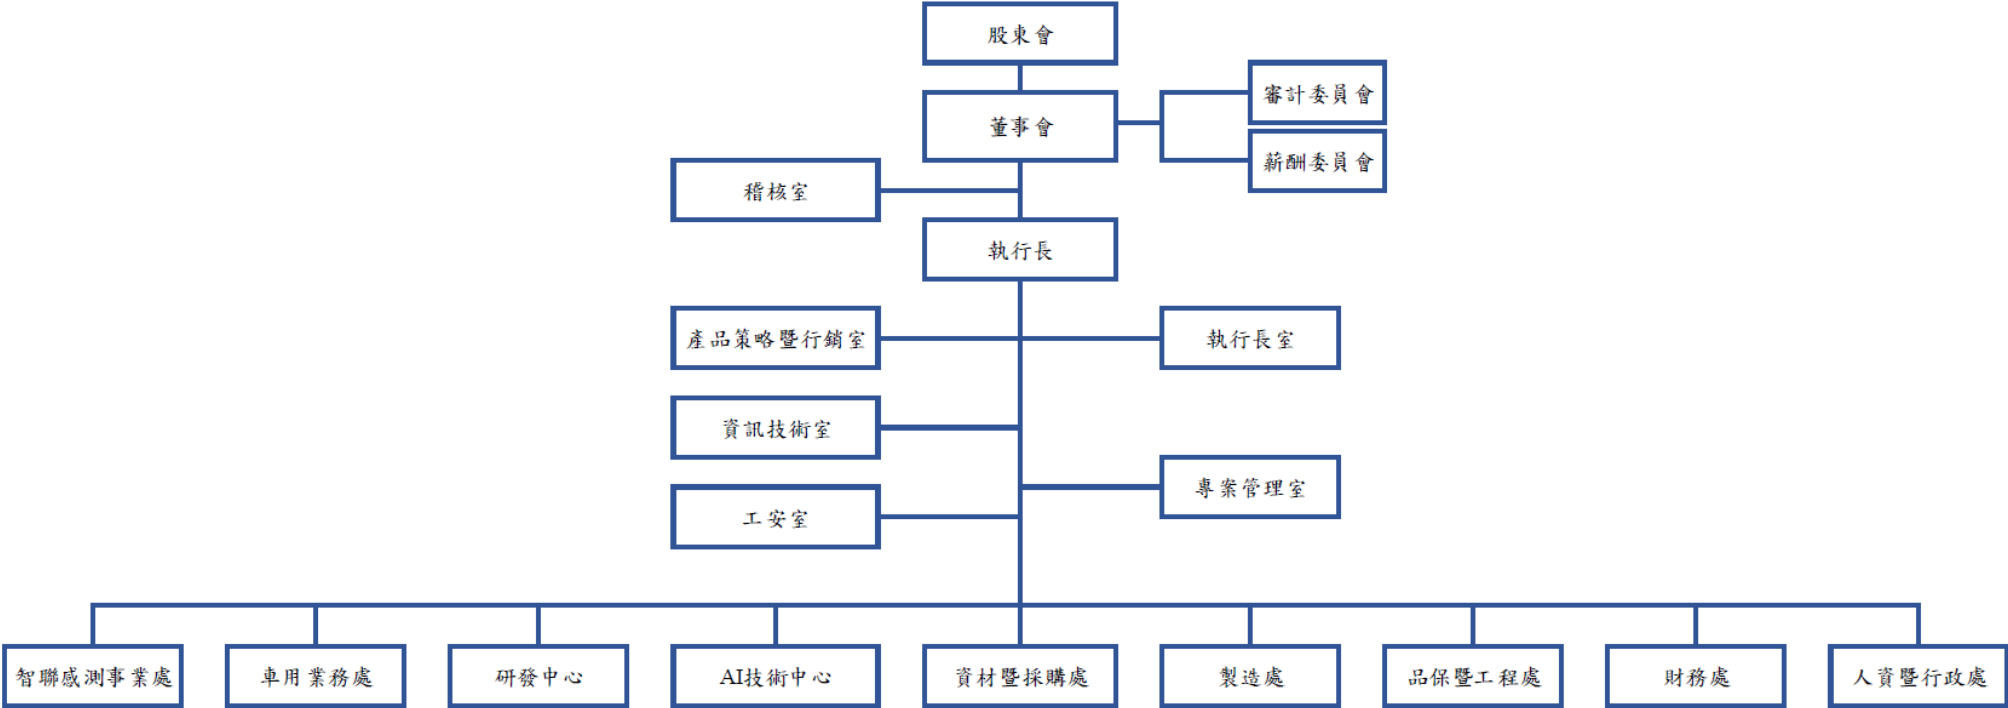 股東會
董事會
審計委員會
薪酬委員會
稽核室
執行長
產品策略暨行銷室
執行長室
資訊技術室
專案管理室
工安室
智聯感測事業處
車用業務處
研發中心
AI技術中心
資材暨採購處
製造處
品保暨工程處
財務處
人資暨行政處